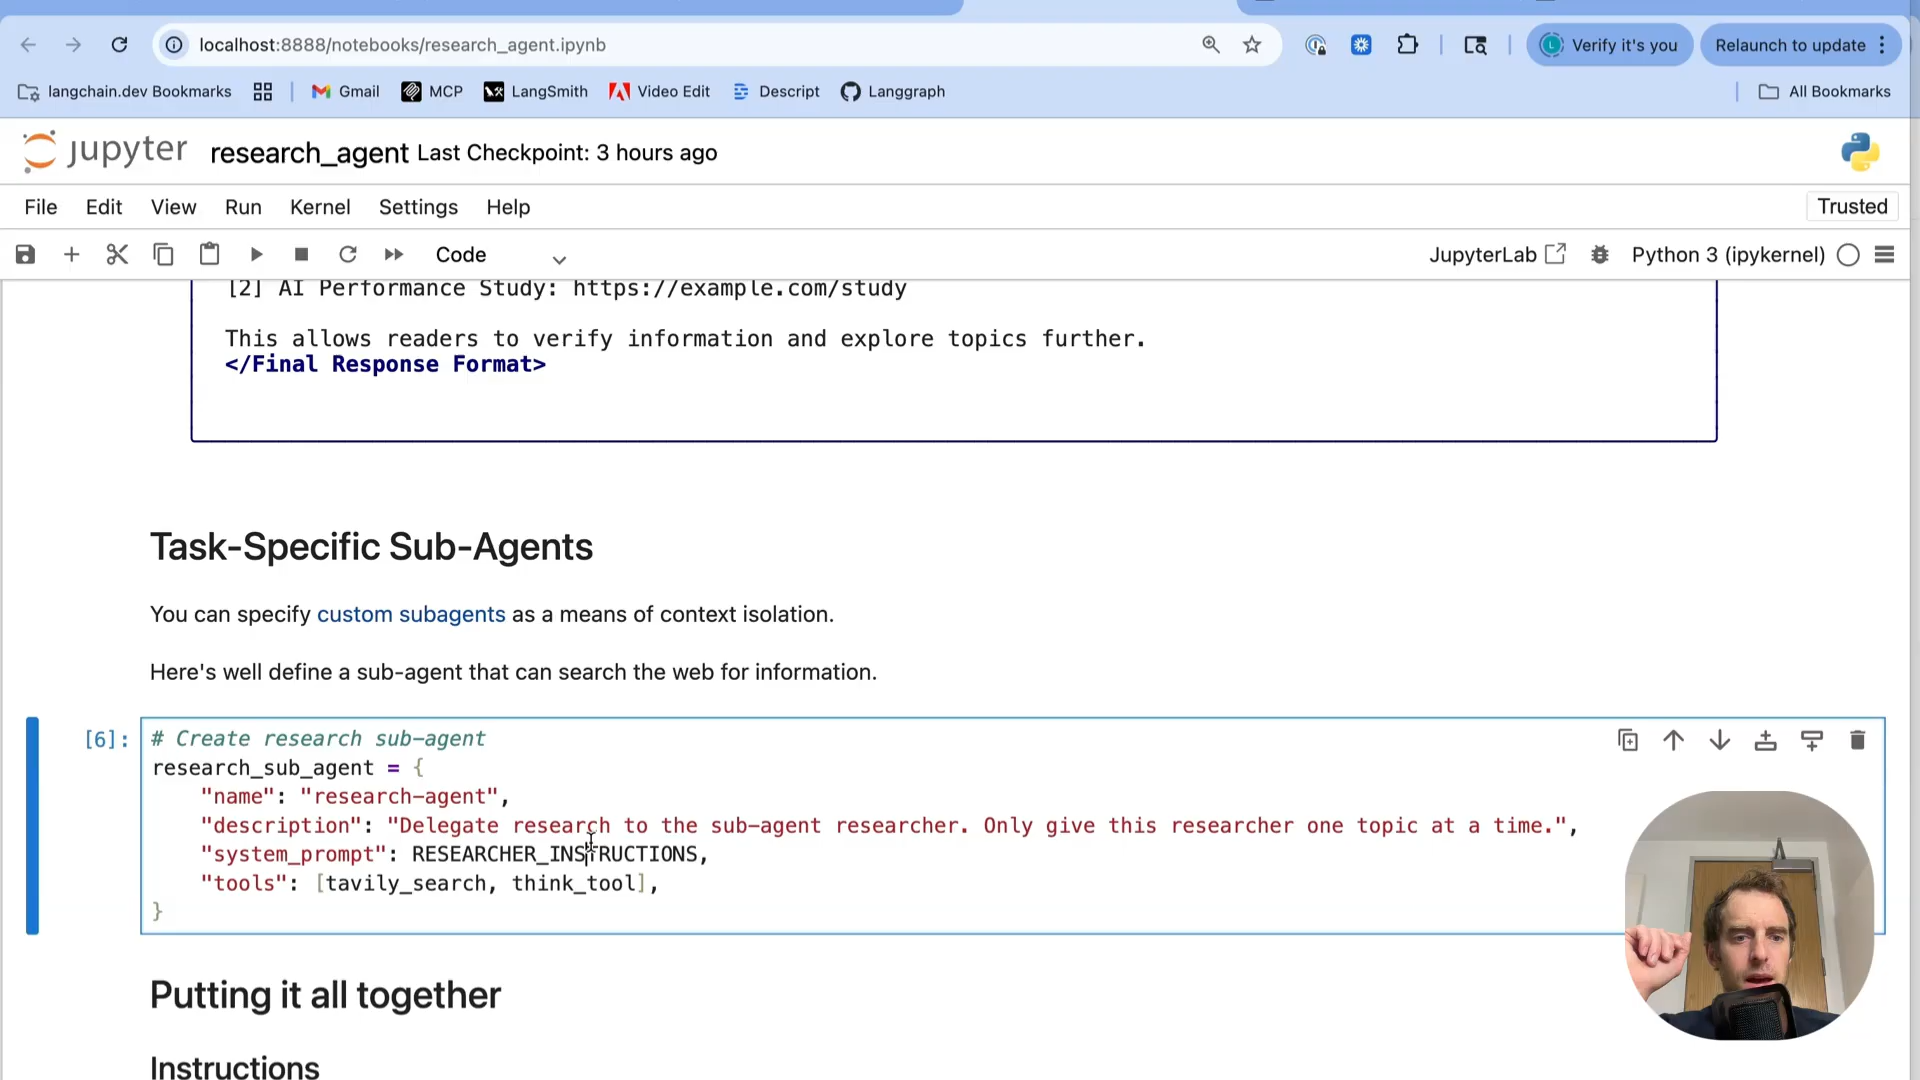 localhost:8888/notebooks/research_agent.ipynb
Verify it's you
Relaunch to update
langchain.dev Bookmarks
Gmail
MCP
LangSmith
Video Edit
Descript
Langgraph
All Bookmarks
jupyter
research_agent Last Checkpoint: 3 hours ago
File Edit View Run Kernel Settings Help
Trusted
Code
JupyterLab
Python 3 (ipykernel)
[2] AI Performance Study: https://example.com/study
This allows readers to verify information and explore topics further.
</Final Response Format>
Task-Specific Sub-Agents
You can specify custom subagents as a means of context isolation.
Here's well define a sub-agent that can search the web for information.
[6]:
# Create research sub-agent
research_sub_agent = {
    "name": "research-agent",
    "description": "Delegate research to the sub-agent researcher. Only give this researcher one topic at a time.",
    "system_prompt": RESEARCHER_INSTRUCTIONS,
    "tools": [tavily_search, think_tool],
}
Putting it all together
Instructions